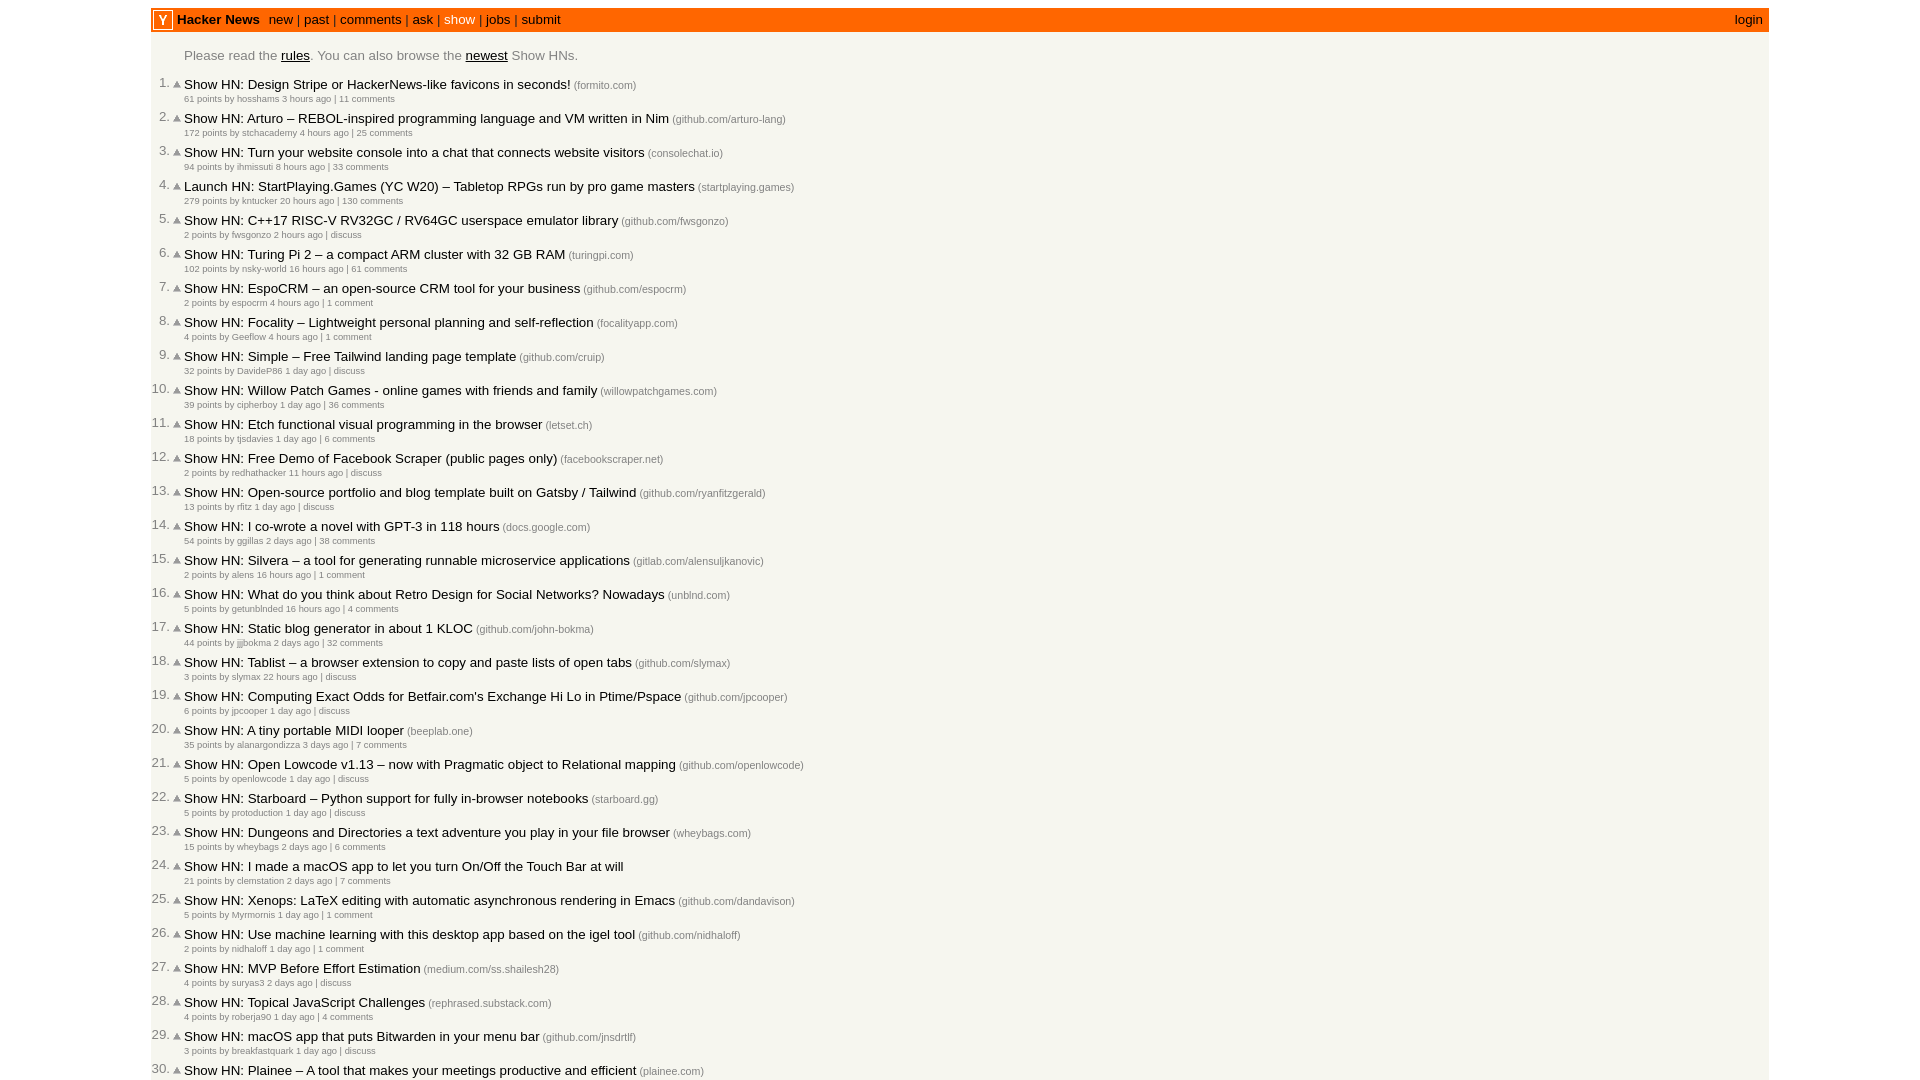 Y Hacker News new | past | comments | ask | show | jobs | submit login
Please read the rules. You can also browse the newest Show HNs.
1. Show HN: Design Stripe or HackerNews-like favicons in seconds! (formito.com)
61 points by hosshams 3 hours ago | 11 comments
2. Show HN: Arturo – REBOL-inspired programming language and VM written in Nim (github.com/arturo-lang)
172 points by stchacademy 4 hours ago | 25 comments
3. Show HN: Turn your website console into a chat that connects website visitors (consolechat.io)
94 points by ihmissuti 8 hours ago | 33 comments
4. Launch HN: StartPlaying.Games (YC W20) – Tabletop RPGs run by pro game masters (startplaying.games)
279 points by kntucker 20 hours ago | 130 comments
5. Show HN: C++17 RISC-V RV32GC / RV64GC userspace emulator library (github.com/fwsgonzo)
2 points by fwsgonzo 2 hours ago | discuss
6. Show HN: Turing Pi 2 – a compact ARM cluster with 32 GB RAM (turingpi.com)
102 points by nsky-world 16 hours ago | 61 comments
7. Show HN: EspoCRM – an open-source CRM tool for your business (github.com/espocrm)
2 points by espocrm 4 hours ago | 1 comment
8. Show HN: Focality – Lightweight personal planning and self-reflection (focalityapp.com)
4 points by Geeflow 4 hours ago | 1 comment
9. Show HN: Simple – Free Tailwind landing page template (github.com/cruip)
32 points by DavideP86 1 day ago | discuss
10. Show HN: Willow Patch Games - online games with friends and family (willowpatchgames.com)
39 points by cipherboy 1 day ago | 36 comments
11. Show HN: Etch functional visual programming in the browser (letset.ch)
18 points by tjsdavies 1 day ago | 6 comments
12. Show HN: Free Demo of Facebook Scraper (public pages only) (facebookscraper.net)
2 points by redhathacker 11 hours ago | discuss
13. Show HN: Open-source portfolio and blog template built on Gatsby / Tailwind (github.com/ryanfitzgerald)
13 points by rfitz 1 day ago | discuss
14. Show HN: I co-wrote a novel with GPT-3 in 118 hours (docs.google.com)
54 points by ggillas 2 days ago | 38 comments
15. Show HN: Silvera – a tool for generating runnable microservice applications (gitlab.com/alensuljkanovic)
2 points by alens 16 hours ago | 1 comment
16. Show HN: What do you think about Retro Design for Social Networks? Nowadays (unblnd.com)
5 points by getunblnded 16 hours ago | 4 comments
17. Show HN: Static blog generator in about 1 KLOC (github.com/john-bokma)
44 points by jjjbokma 2 days ago | 32 comments
18. Show HN: Tablist – a browser extension to copy and paste lists of open tabs (github.com/slymax)
3 points by slymax 22 hours ago | discuss
19. Show HN: Computing Exact Odds for Betfair.com's Exchange Hi Lo in Ptime/Pspace (github.com/jpcooper)
6 points by jpcooper 1 day ago | discuss
20. Show HN: A tiny portable MIDI looper (beeplab.one)
35 points by alanargondizza 3 days ago | 7 comments
21. Show HN: Open Lowcode v1.13 – now with Pragmatic object to Relational mapping (github.com/openlowcode)
5 points by openlowcode 1 day ago | discuss
22. Show HN: Starboard – Python support for fully in-browser notebooks (starboard.gg)
5 points by protoduction 1 day ago | discuss
23. Show HN: Dungeons and Directories a text adventure you play in your file browser (wheybags.com)
15 points by wheybags 2 days ago | 6 comments
24. Show HN: I made a macOS app to let you turn On/Off the Touch Bar at will
21 points by clemstation 2 days ago | 7 comments
25. Show HN: Xenops: LaTeX editing with automatic asynchronous rendering in Emacs (github.com/dandavison)
5 points by Myrmornis 1 day ago | 1 comment
26. Show HN: Use machine learning with this desktop app based on the igel tool (github.com/nidhaloff)
2 points by nidhaloff 1 day ago | 1 comment
27. Show HN: MVP Before Effort Estimation (medium.com/ss.shailesh28)
4 points by suryas3 2 days ago | discuss
28. Show HN: Topical JavaScript Challenges (rephrased.substack.com)
4 points by roberja90 1 day ago | 4 comments
29. Show HN: macOS app that puts Bitwarden in your menu bar (github.com/jnsdrtlf)
3 points by breakfastquark 1 day ago | discuss
30. Show HN: Plainee – A tool that makes your meetings productive and efficient (plainee.com)